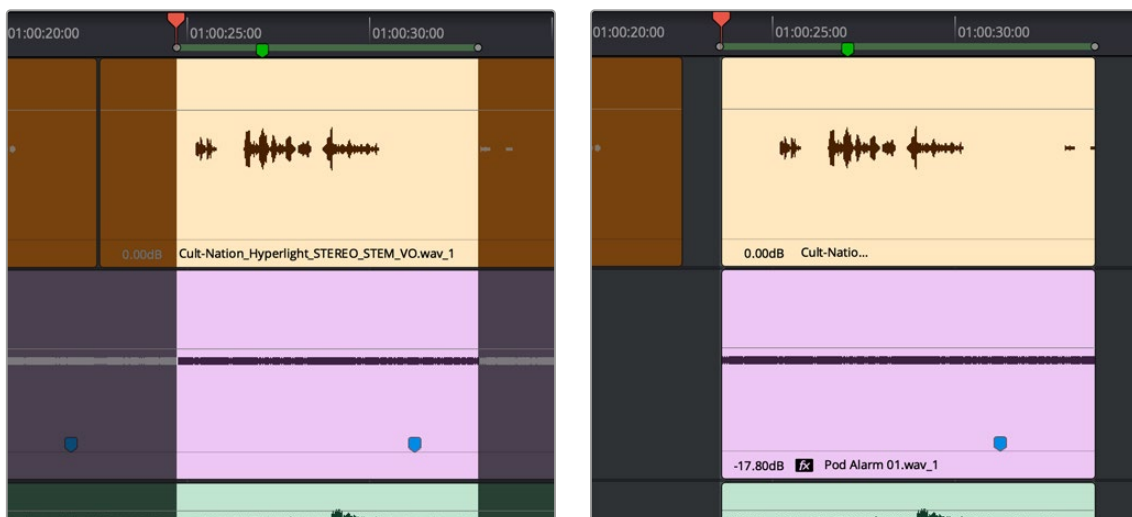 01:00:20:00 01:00:25:00 01:00:30:00
0.00dB Cult-Nation_Hyperlight_STEREO_STEM_VO.wav_1
01:00:20:00 01:00:25:00 01:00:30:00
0.00dB Cult-Natio...
-17.80dB fx Pod Alarm 01.wav_1